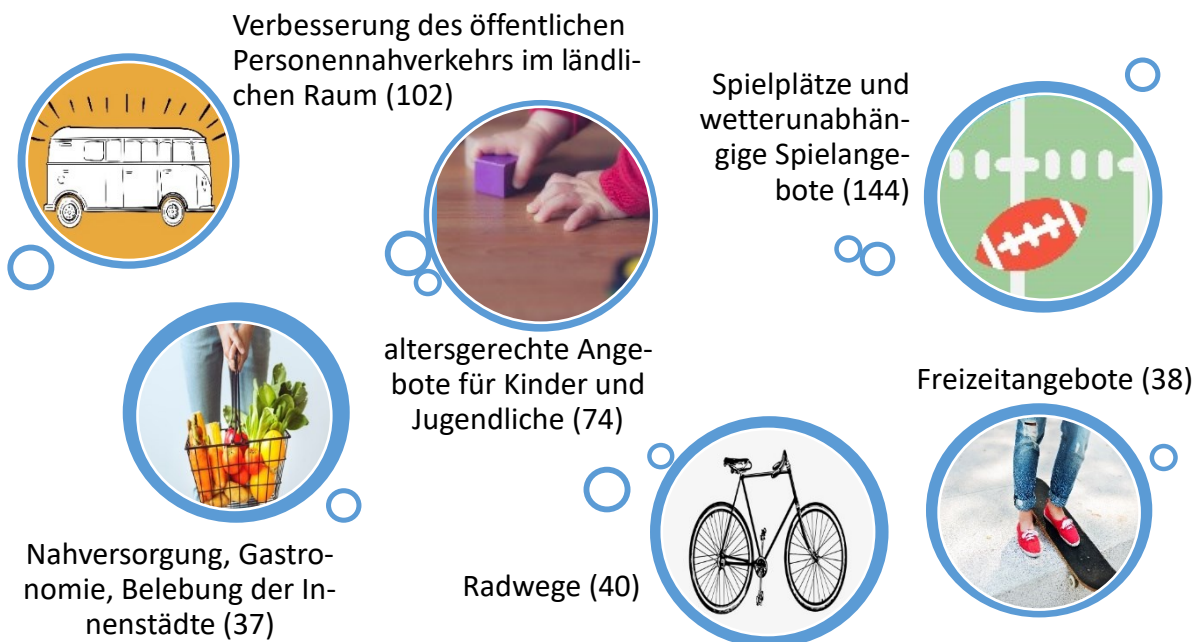 Verbesserung des öffentlichen
Personennahverkehrs im ländli-
chen Raum (102)
Spielplätze und
wetterunabhän-
gige Spielange-
bote (144)
altersgerechte Ange-
bote für Kinder und
Jugendliche (74)
Freizeitangebote (38)
Nahversorgung, Gastro-
nomie, Belebung der In-
nenstädte (37)
Radwege (40)